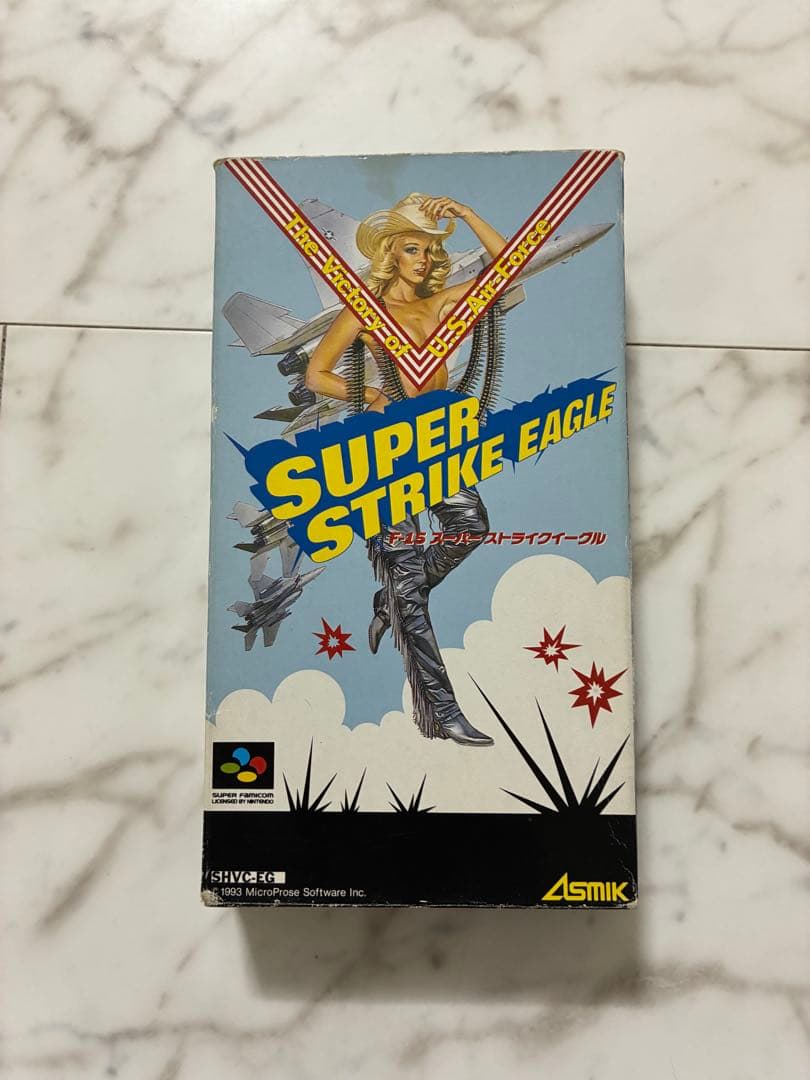 The Victory of
U.S. Air-Force
SUPER
STRIKE EAGLE
F-15 スーパーストライクイーグル
SUPER FAMICOM
LICENSED BY NINTENDO
SHVC-EG
©1993 MicroProse Software Inc.
ASMIK